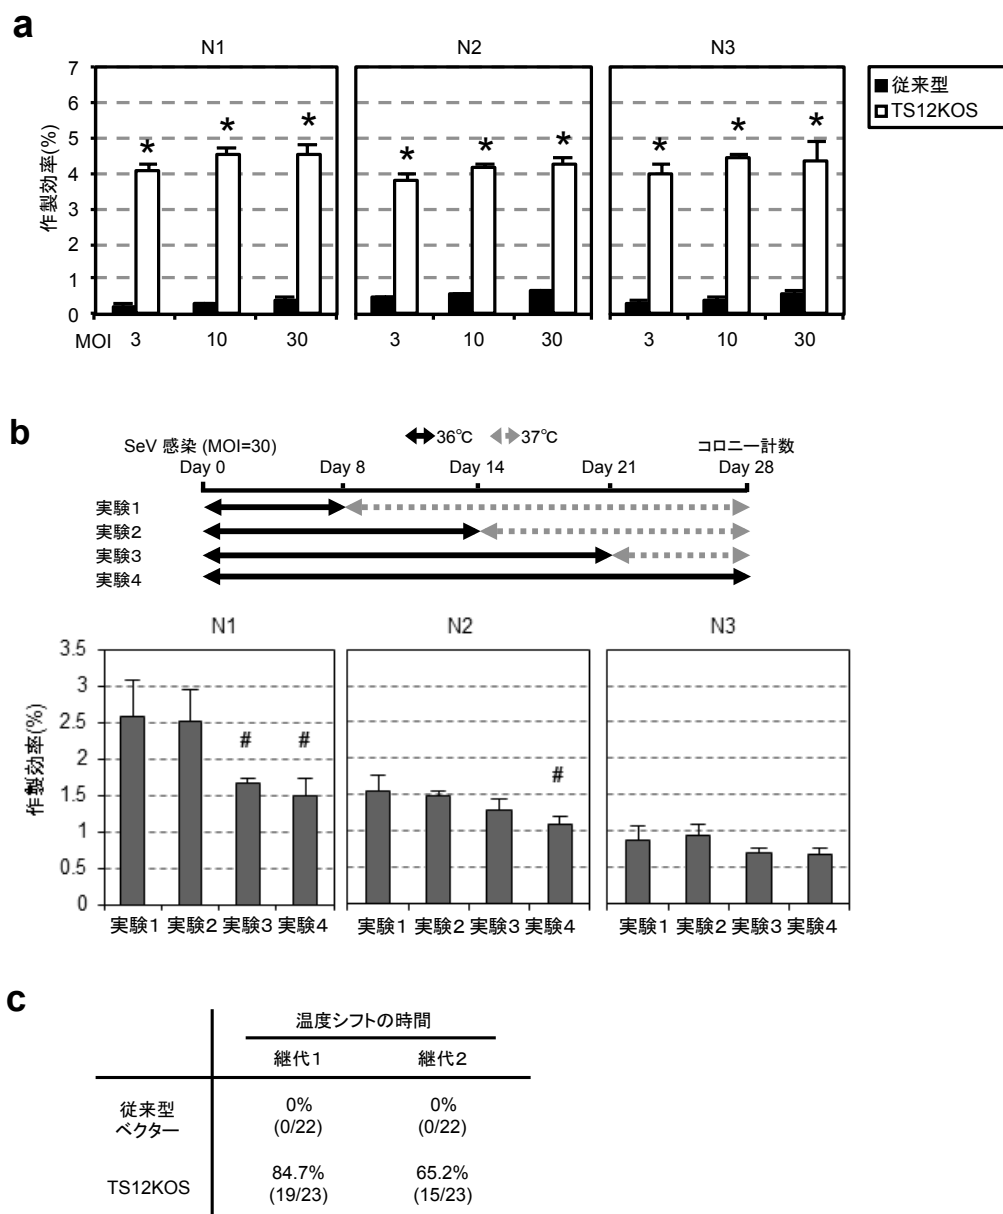 a
N1
N2
N3
従来型
TS12KOS
作製効率(%)
7
6
5
4
3
2
1
0
* * *
* * *
* * *
MOI 3 10 30
3 10 30
3 10 30
b
SeV 感染 (MOI=30)
36℃ 37℃
コロニー計数
Day 0 Day 8 Day 14 Day 21 Day 28
実験1
実験2
実験3
実験4
N1
N2
N3
作製効率(%)
3.5
3
2.5
2
1.5
1
0.5
0
# #
#
実験1 実験2 実験3 実験4
実験1 実験2 実験3 実験4
実験1 実験2 実験3 実験4
c
温度シフトの時間
継代1 継代2
従来型
ベクター
0% 0%
(0/22) (0/22)
TS12KOS
84.7% 65.2%
(19/23) (15/23)